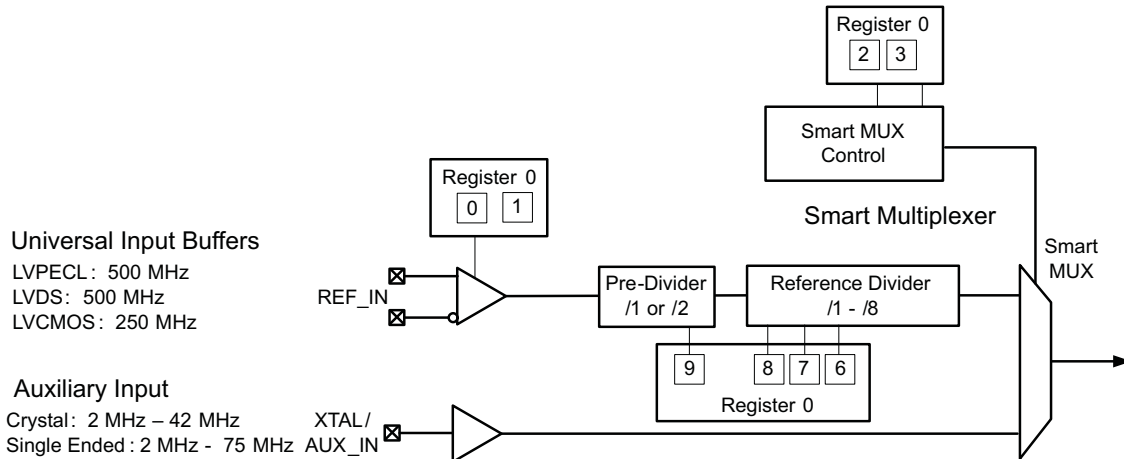 Register 0
2 3
Smart MUX
Control
Register 0
0 1
Smart Multiplexer
Universal Input Buffers
LVPECL: 500 MHz
LVDS: 500 MHz
LVCMOS: 250 MHz
REF_IN
Pre-Divider
/1 or /2
Reference Divider
/1 - /8
Smart
MUX
9 8 7 6
Register 0
Auxiliary Input
Crystal: 2 MHz – 42 MHz
Single Ended: 2 MHz - 75 MHz
XTAL/
AUX_IN